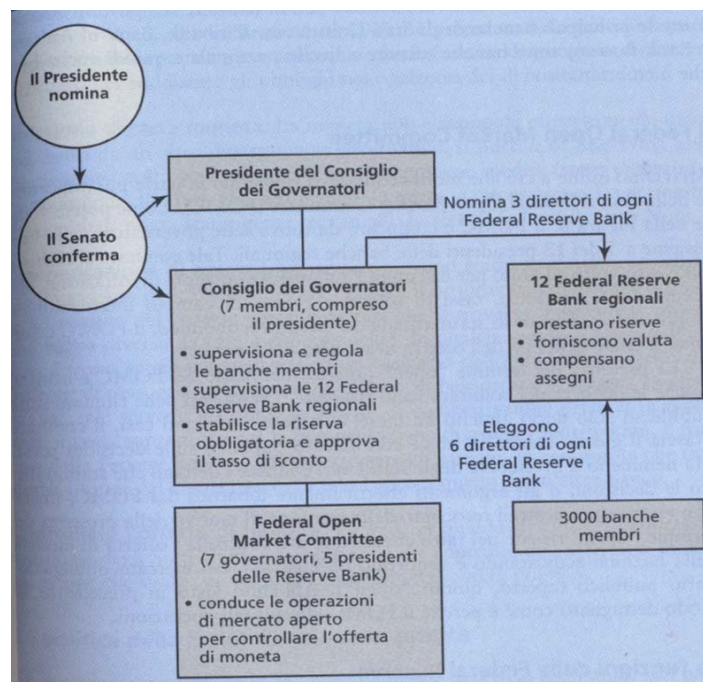 Il Presidente
nomina
Il Senato
conferma
Presidente del Consiglio
dei Governatori
Nomina 3 direttori di ogni
Federal Reserve Bank
Consiglio dei Governatori
(7 membri, compreso
il presidente)
• supervisiona e regola
le banche membri
• supervisiona le 12 Federal
Reserve Bank regionali
• stabilisce la riserva
obbligatoria e approva
il tasso di sconto
12 Federal Reserve
Bank regionali
• prestano riserve
• forniscono valuta
• compensano
assegni
Eleggono
6 direttori di ogni
Federal Reserve
Bank
3000 banche
membri
Federal Open
Market Committee
(7 governatori, 5 presidenti
delle Reserve Bank)
• conduce le operazioni
di mercato aperto
per controllare l'offerta
di moneta